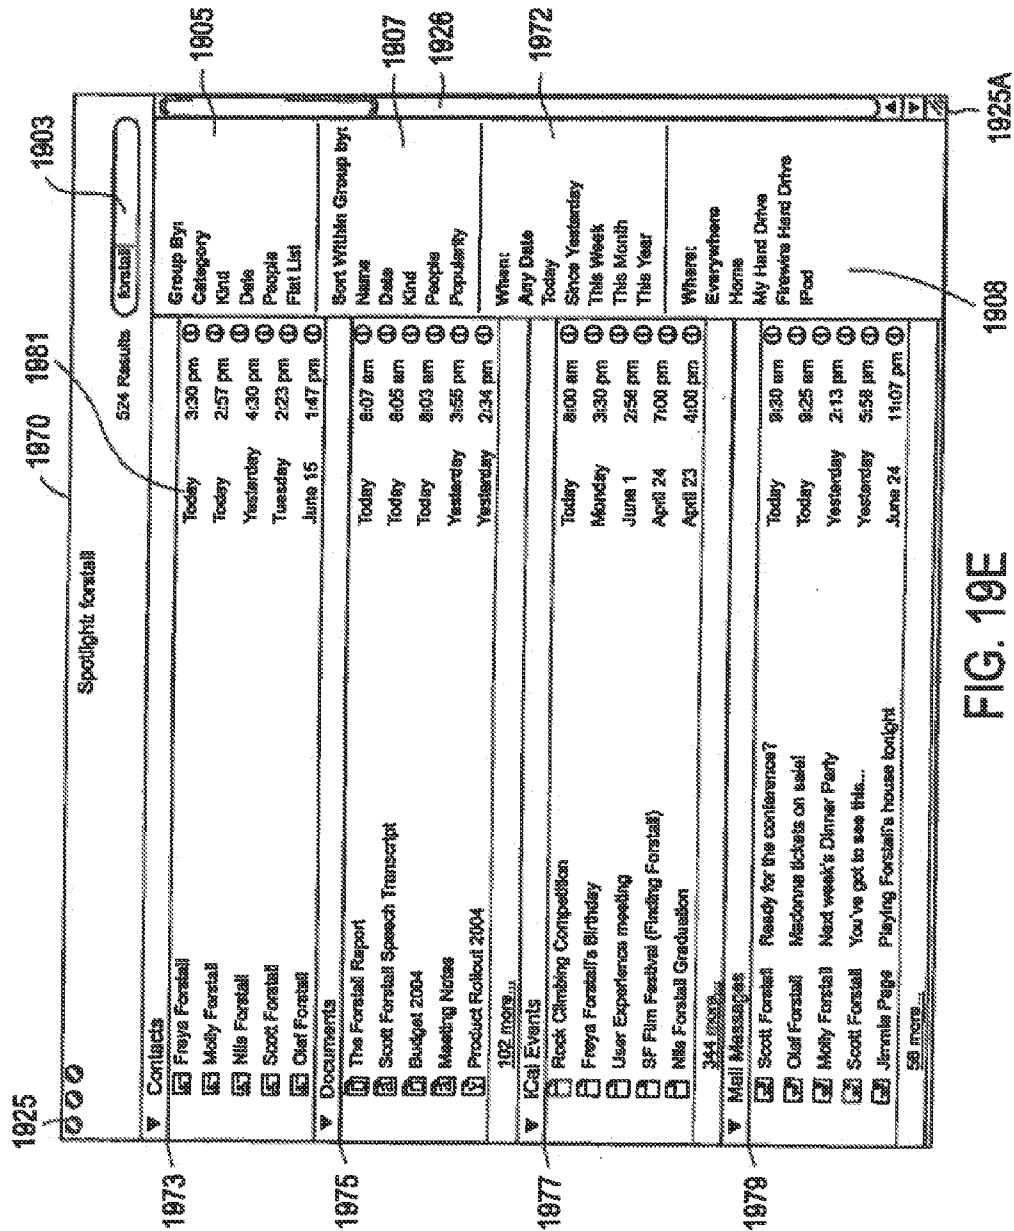 1925
1970
1981
1903
Spotlight: forstall
524 Results
forstall
1905
1907
1926
1972
1908
1925A
1973
▼ Contacts
Freya Forstall Today 3:30 pm
Molly Forstall Today 2:57 pm
Nils Forstall Yesterday 4:30 pm
Scott Forstall Tuesday 2:23 pm
Olaf Forstall June 15 1:47 pm
1975
▼ Documents
The Forstall Report Today 8:07 am
Scott Forstall Speech Transcript Today 8:05 am
Budget 2004 Today 8:03 am
Meeting Notes Yesterday 3:55 pm
Product Rollout 2004 Yesterday 2:34 pm
102 more...
1977
▼ iCal Events
Rock Climbing Competition Today 8:00 am
Freya Forstall's Birthday Monday 3:30 pm
User Experience meeting June 1 2:56 pm
SF Film Festival (Finding Forstall) April 24 7:00 pm
Nils Forstall Graduation April 23 4:00 pm
344 more...
1979
▼ Mail Messages
Scott Forstall Ready for the conference? Today 9:30 am
Olaf Forstall Madonna tickets on sale! Today 9:25 am
Molly Forstall Next week's Dinner Party Yesterday 2:13 pm
Scott Forstall You've got to see this... Yesterday 5:58 pm
Jimmie Page Playing Forstall's house tonight June 24 11:07 pm
56 more...
Group By:
Category
Kind
Date
People
Flat List
Sort Within Group by:
Name
Date
Kind
People
Popularity
When:
Any Date
Today
Since Yesterday
This Week
This Month
This Year
Where:
Everywhere
Home
My Hard Drive
Firewire Hard Drive
iPod
FIG. 19E